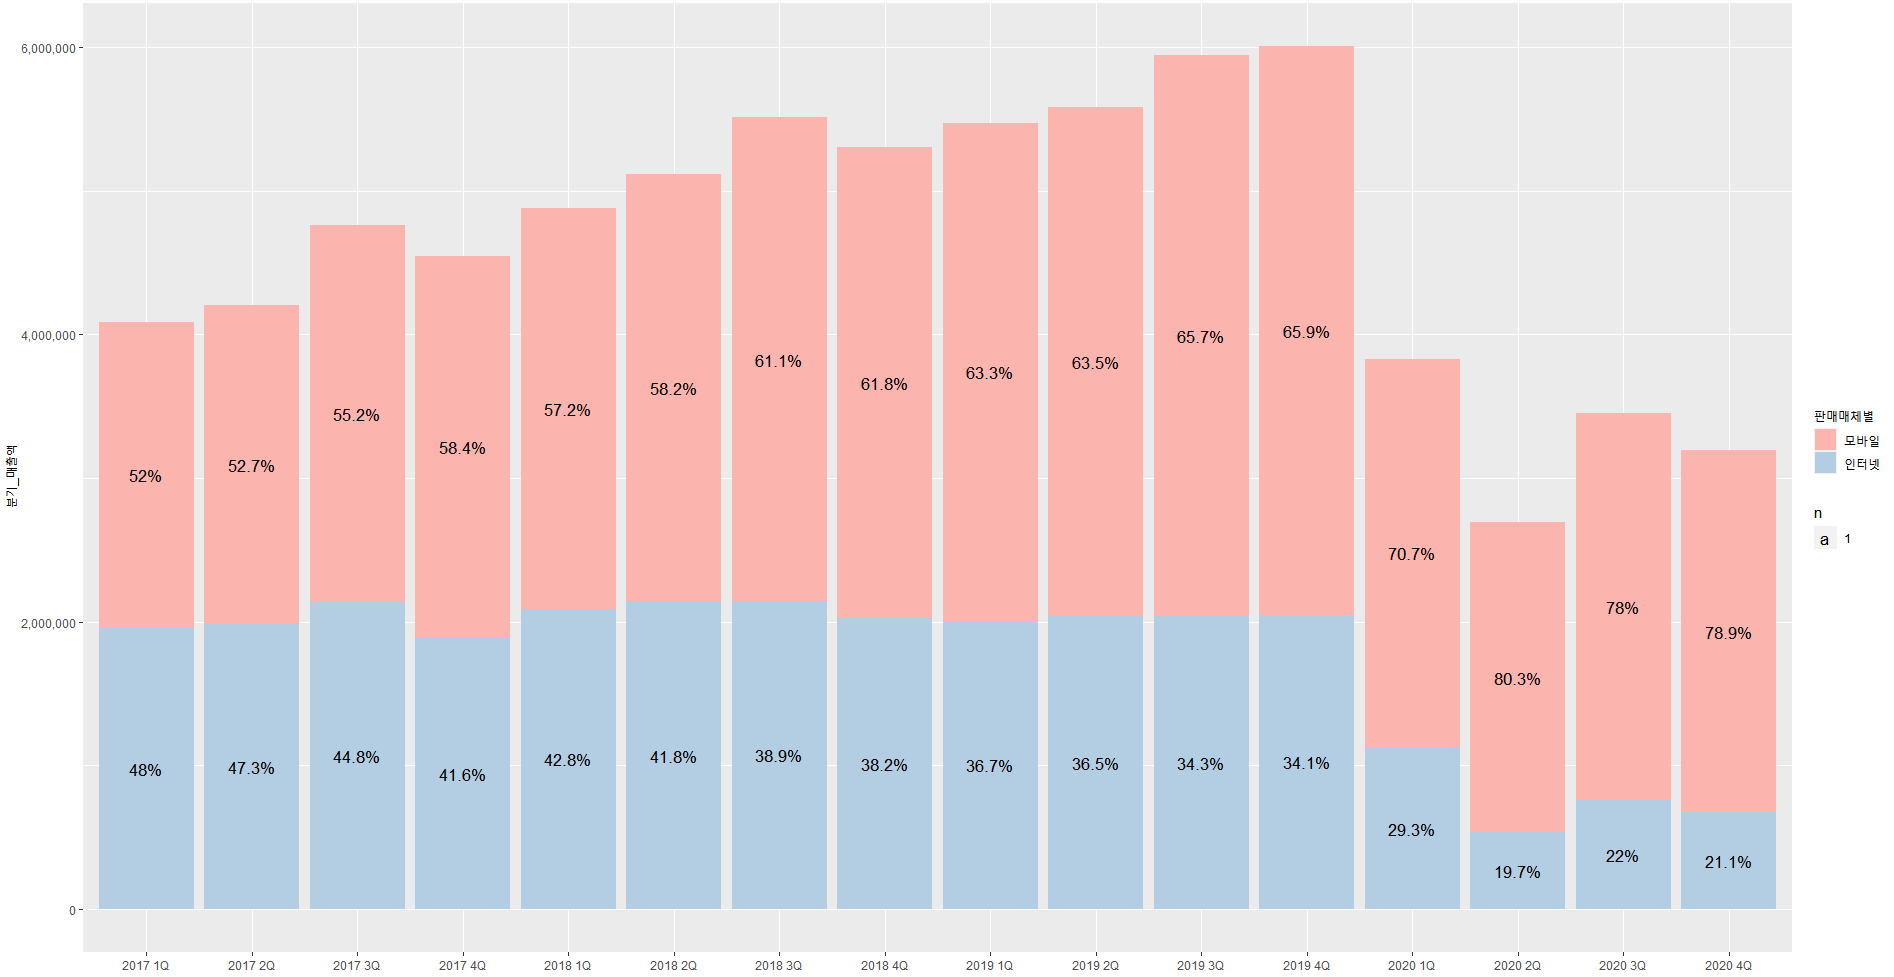 6,000,000
4,000,000
2,000,000
0
분기_매출액
52%
52.7%
55.2%
58.4%
57.2%
58.2%
61.1%
61.8%
63.3%
63.5%
65.7%
65.9%
70.7%
80.3%
78%
78.9%
48%
47.3%
44.8%
41.6%
42.8%
41.8%
38.9%
38.2%
36.7%
36.5%
34.3%
34.1%
29.3%
19.7%
22%
21.1%
2017 1Q
2017 2Q
2017 3Q
2017 4Q
2018 1Q
2018 2Q
2018 3Q
2018 4Q
2019 1Q
2019 2Q
2019 3Q
2019 4Q
2020 1Q
2020 2Q
2020 3Q
2020 4Q
판매매체별
모바일
인터넷
n
a 1